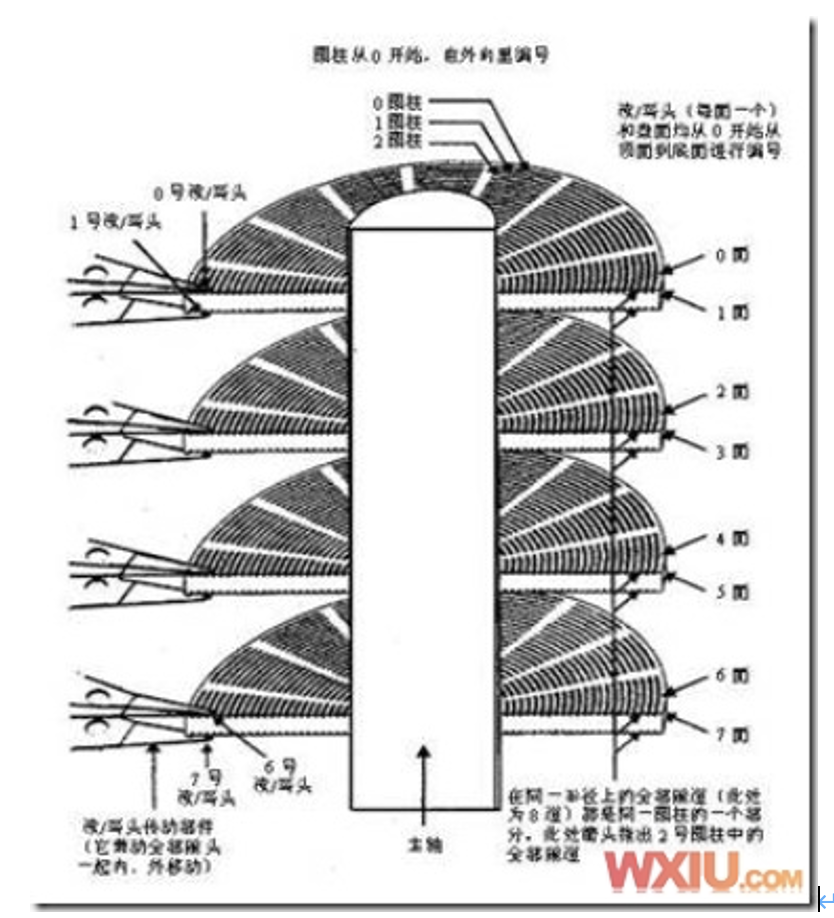 圆柱从0开始，由外向里编号
0圆柱
1圆柱
2圆柱
读/写头（每面一个）
和盘面均从0开始从
顶面到底面进行编号
0号读/写头
1号读/写头
0面
1面
2面
3面
4面
5面
6面
7面
6号
读/写头
7号
读/写头
读/写头传动部件
（它带动全部磁头
一起内、外移动）
主轴
在同一半径上的全部磁道（此处
为8道）都是同一圆柱的一个部
分。此处箭头指出2号圆柱中的
全部磁道
WXIU.COM